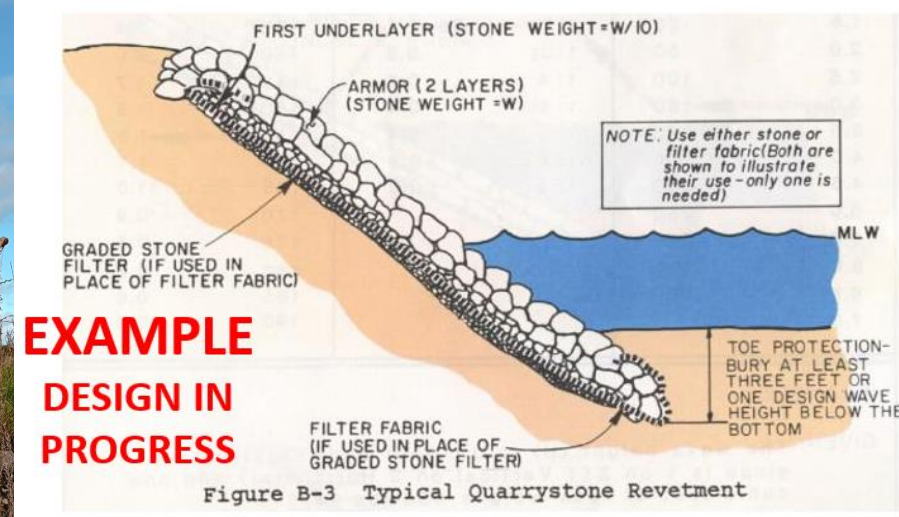 FIRST UNDERLAYER (STONE WEIGHT=W/10)
ARMOR (2 LAYERS)
(STONE WEIGHT =W)
NOTE: Use either stone or
filter fabric(Both are
shown to illustrate
their use-only one is
needed)
MLW
GRADED STONE
FILTER (IF USED IN
PLACE OF FILTER FABRIC)
EXAMPLE
DESIGN IN
PROGRESS
TOE PROTECTION-
BURY AT LEAST
THREE FEET OR
ONE DESIGN WAVE
HEIGHT BELOW THE
BOTTOM
FILTER FABRIC
(IF USED IN PLACE OF
GRADED STONE FILTER)
Figure B-3 Typical Quarrystone Revetment